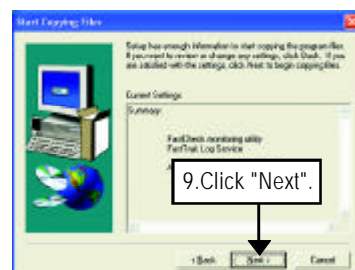 Start Copying Files
Setup has enough information to start copying the program files.
If you want to review or change any settings, click Back. If you
are satisfied with the settings, click Next to begin copying files.
Current Settings:
Summary:
FastCheck monitoring utility
FastTrak Log Service
9.Click "Next".
< Back
Next >
Cancel